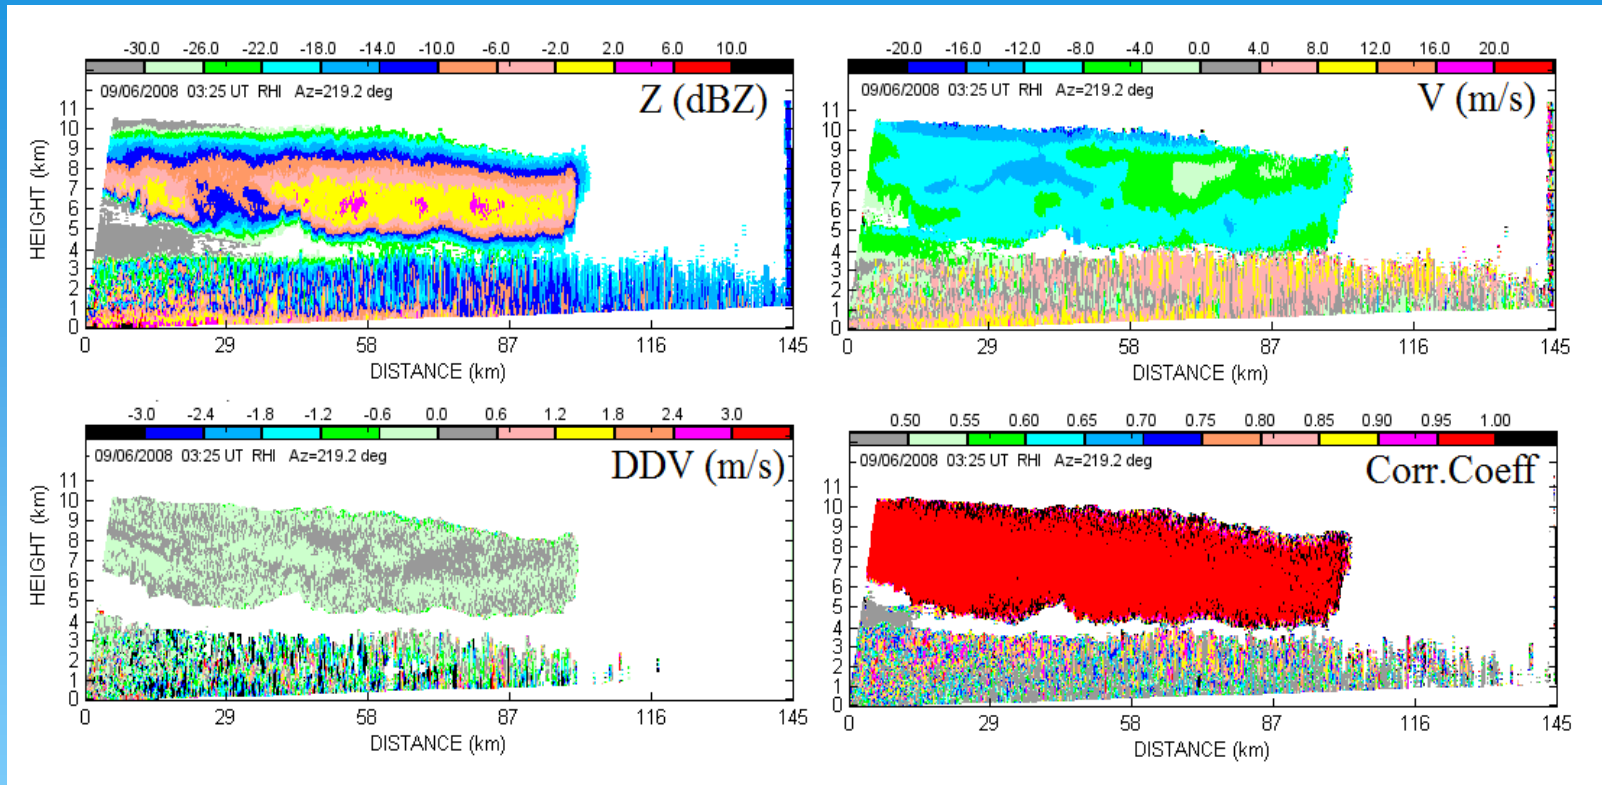 -30.0 -26.0 -22.0 -18.0 -14.0 -10.0 -6.0 -2.0 2.0 6.0 10.0
09/06/2008 03:25 UT RHI Az=219.2 deg
Z (dBZ)
HEIGHT (km)
11
10
9
8
7
6
5
4
3
2
1
0
0 29 58 87 116 145
DISTANCE (km)
-20.0 -16.0 -12.0 -8.0 -4.0 0.0 4.0 8.0 12.0 16.0 20.0
09/06/2008 03:25 UT RHI Az=219.2 deg
V (m/s)
HEIGHT (km)
11
10
9
8
7
6
5
4
3
2
1
0
0 29 58 87 116 145
DISTANCE (km)
-3.0 -2.4 -1.8 -1.2 -0.6 0.0 0.6 1.2 1.8 2.4 3.0
09/06/2008 03:25 UT RHI Az=219.2 deg
DDV (m/s)
HEIGHT (km)
11
10
9
8
7
6
5
4
3
2
1
0
0 29 58 87 116 145
DISTANCE (km)
0.50 0.55 0.60 0.65 0.70 0.75 0.80 0.85 0.90 0.95 1.00
09/06/2008 03:25 UT RHI Az=219.2 deg
Corr.Coeff
HEIGHT (km)
11
10
9
8
7
6
5
4
3
2
1
0
0 29 58 87 116 145
DISTANCE (km)